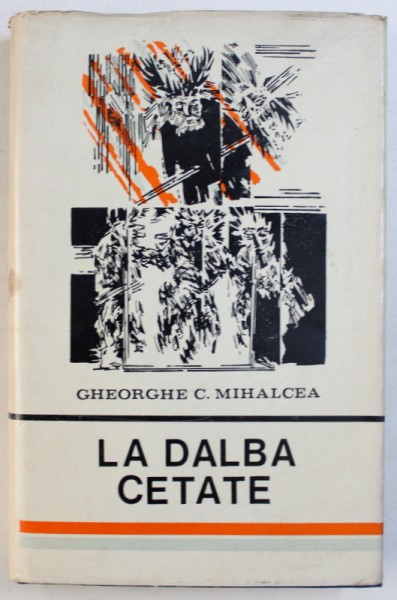 GHEORGHE C. MIHALCEA
LA DALBA
CETATE